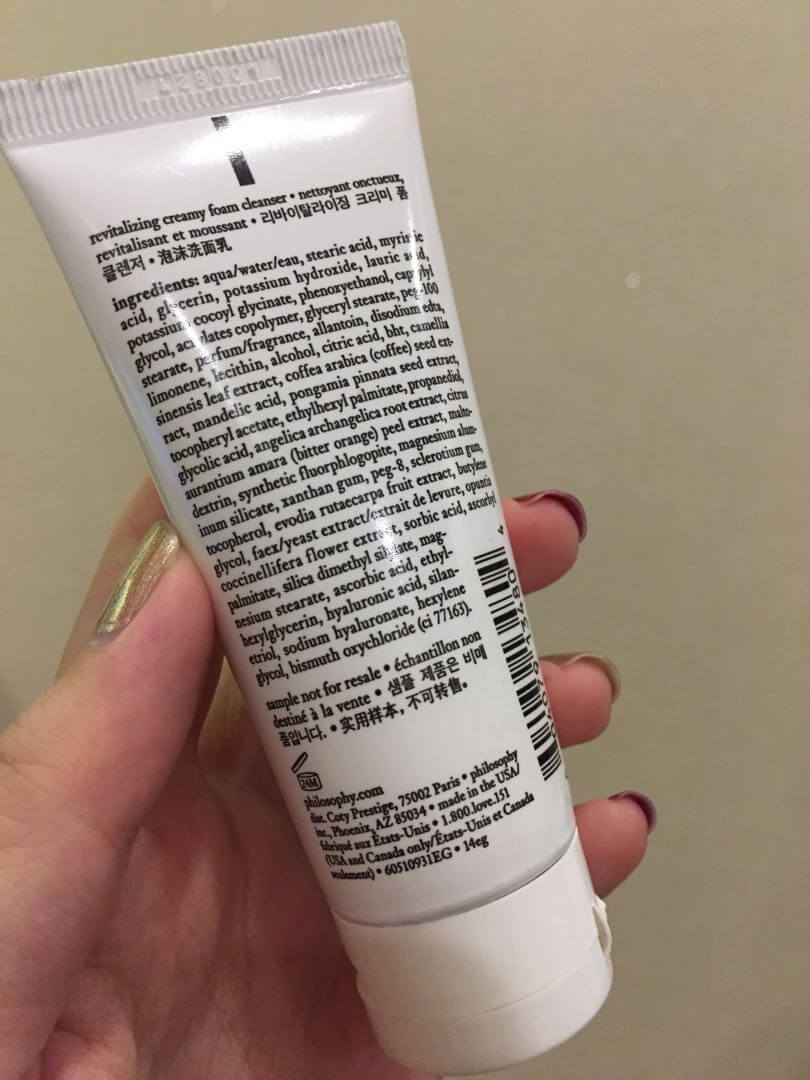 revitalizing creamy foam cleanser • nettoyant onctueux,
revitalisant et moussant • 리바이탈라이징 크리미 폼
클렌저 • 泡沫洗面乳
ingredients: aqua/water/eau, stearic acid, myristic
acid, glycerin, potassium hydroxide, lauric acid,
potassium cocoyl glycinate, phenoxyethanol, caprylyl
glycol, acrylates copolymer, glyceryl stearate, peg-100
stearate, perfum/fragrance, allantoin, disodium edta,
limonene, lecithin, alcohol, citric acid, bht, camellia
sinensis leaf extract, coffea arabica (coffee) seed ext-
ract, mandelic acid, pongamia pinnata seed extract,
tocopheryl acetate, ethylhexyl palmitate, propanediol,
glycolic acid, angelica archangelica root extract, citrus
aurantium amara (bitter orange) peel extract, malto-
dextrin, synthetic fluorphlogopite, magnesium alum-
inum silicate, xanthan gum, peg-8, sclerotium gum,
tocopherol, evodia rutaecarpa fruit extract, butylene
glycol, faex/yeast extract/extrait de levure, opuntia
coccinellifera flower extract, sorbic acid, ascorbyl
palmitate, silica dimethyl silylate, mag-
nesium stearate, ascorbic acid, ethyl-
hexylglycerin, hyaluronic acid, silan-
etriol, sodium hyaluronate, hexylene
glycol, bismuth oxychloride (ci 77163).
sample not for resale • échantillon non
destiné à la vente • 샘플 제품은 비매
품입니다. • 实用样本，不可转售。
24M
philosophy.com
dist. Coty Prestige, 75002 Paris • philosophy
inc., Phoenix, AZ 85034 • made in the USA/
fabriqué aux États-Unis • 1.800.love.151
(USA and Canada only/États-Unis et Canada
seulement) • 60510931EG • 14eg